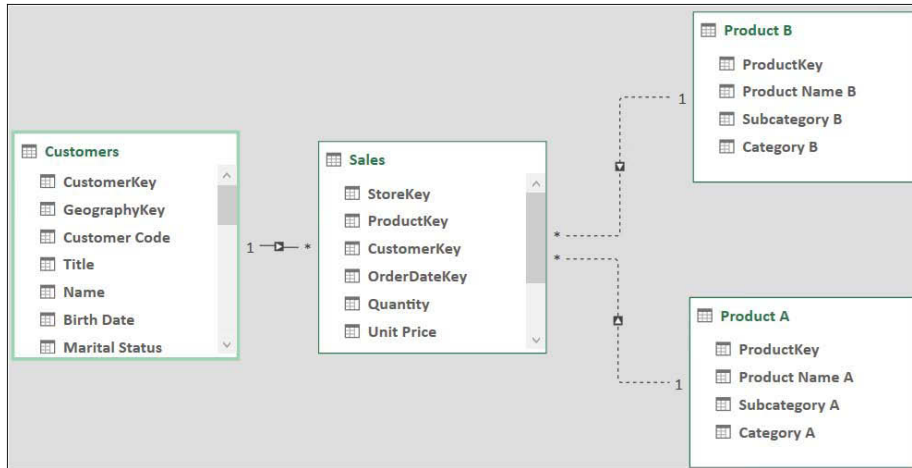 Customers
CustomerKey
GeographyKey
Customer Code
Title
Name
Birth Date
Marital Status
1
*
Sales
StoreKey
ProductKey
CustomerKey
OrderDateKey
Quantity
Unit Price
*
*
1
Product B
ProductKey
Product Name B
Subcategory B
Category B
1
Product A
ProductKey
Product Name A
Subcategory A
Category A